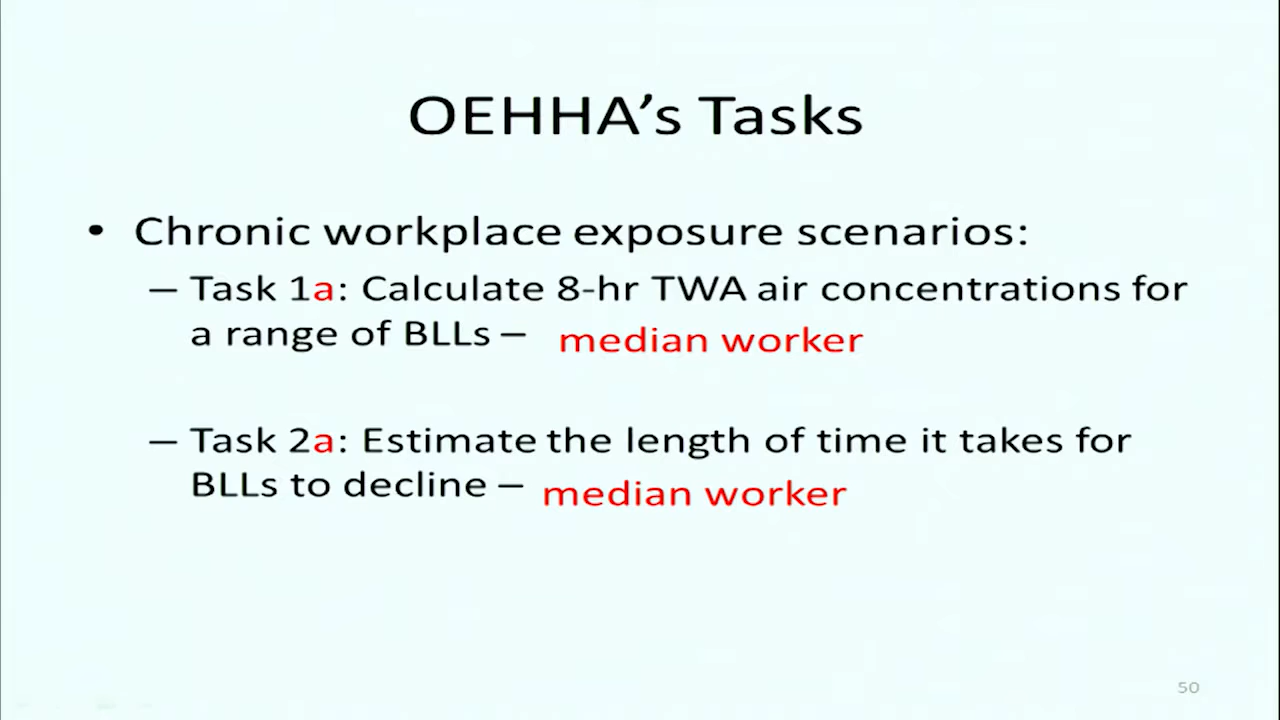 OEHHA’s Tasks
• Chronic workplace exposure scenarios:
– Task 1a: Calculate 8-hr TWA air concentrations for
a range of BLLs – median worker
– Task 2a: Estimate the length of time it takes for
BLLs to decline – median worker
50